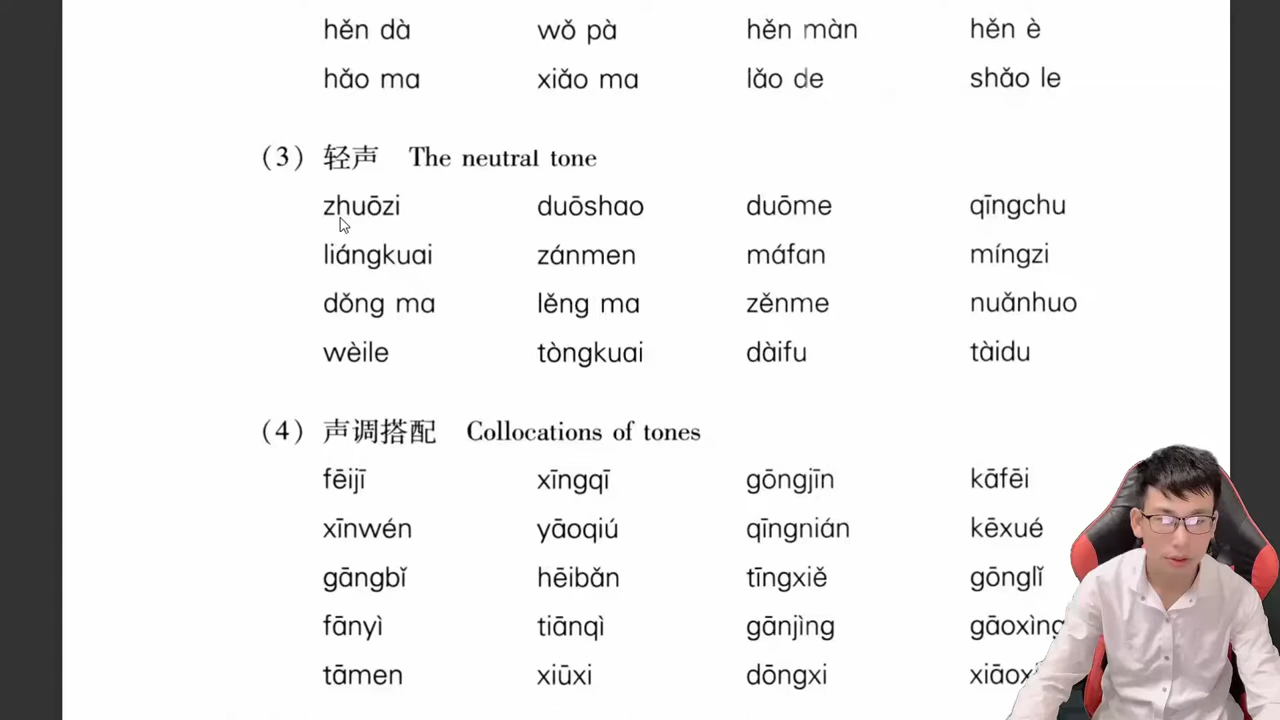 hěn dà wǒ pà hěn màn hěn è
hǎo ma xiǎo ma lǎo de shǎo le
(3) 轻声 The neutral tone
zhuōzi duōshao duōme qīngchu
liángkuai zánmen máfan míngzi
dǒng ma lěng ma zěnme nuǎnhuo
wèile tòngkuai dàifu tàidu
(4) 声调搭配 Collocations of tones
fēijī xīngqī gōngjīn kāfēi
xīnwén yāoqiú qīngnián kēxué
gāngbǐ hēibǎn tīngxiě gōnglǐ
fānyì tiānqì gānjìng gāoxìng
tāmen xiūxi dōngxi